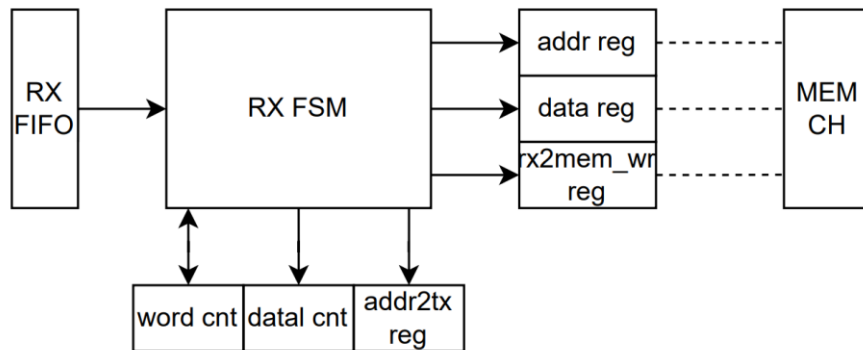 RX
FIFO
RX FSM
addr reg
data reg
rx2mem_wr
reg
MEM
CH
word cnt
datal cnt
addr2tx
reg